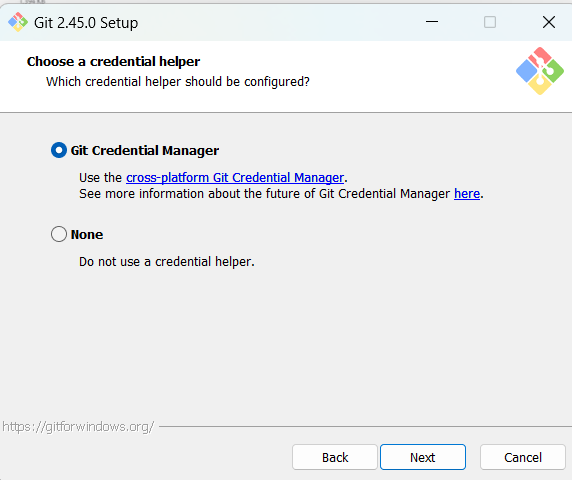 Git 2.45.0 Setup
Choose a credential helper
Which credential helper should be configured?
Git Credential Manager
Use the cross-platform Git Credential Manager.
See more information about the future of Git Credential Manager here.
None
Do not use a credential helper.
https://gitforwindows.org/
Back Next Cancel